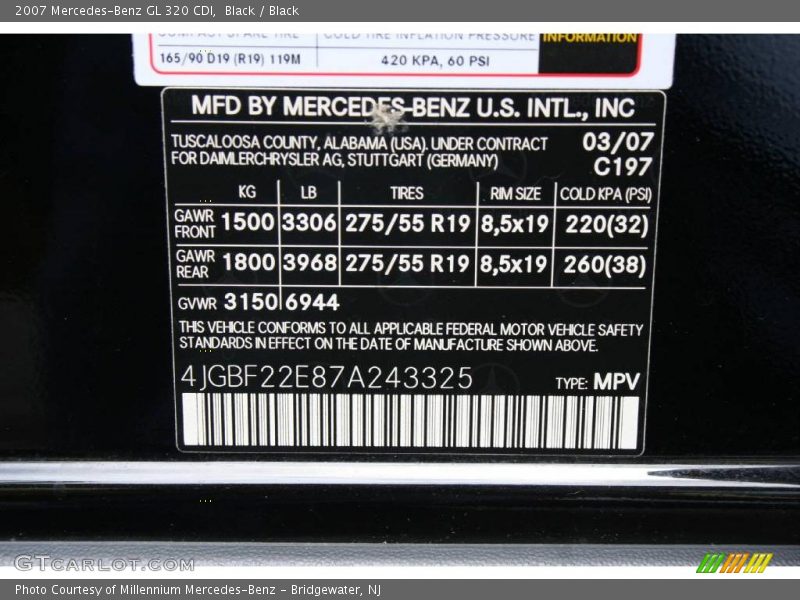 2007 Mercedes-Benz GL 320 CDI, Black / Black
COMPACT SPARE TIRE COLD TIRE INFLATION PRESSURE INFORMATION
165/90 D19 (R19) 119M 420 KPA, 60 PSI
MFD BY MERCEDES-BENZ U.S. INTL., INC
TUSCALOOSA COUNTY, ALABAMA (USA). UNDER CONTRACT 03/07
FOR DAIMLERCHRYSLER AG, STUTTGART (GERMANY) C197
KG LB TIRES RIM SIZE COLD KPA (PSI)
GAWR FRONT 1500 3306 275/55 R19 8,5x19 220(32)
GAWR REAR 1800 3968 275/55 R19 8,5x19 260(38)
GVWR 3150 6944
THIS VEHICLE CONFORMS TO ALL APPLICABLE FEDERAL MOTOR VEHICLE SAFETY
STANDARDS IN EFFECT ON THE DATE OF MANUFACTURE SHOWN ABOVE.
4JGBF22E87A243325 TYPE: MPV
GTCARLOT.COM
Photo Courtesy of Millennium Mercedes-Benz - Bridgewater, NJ